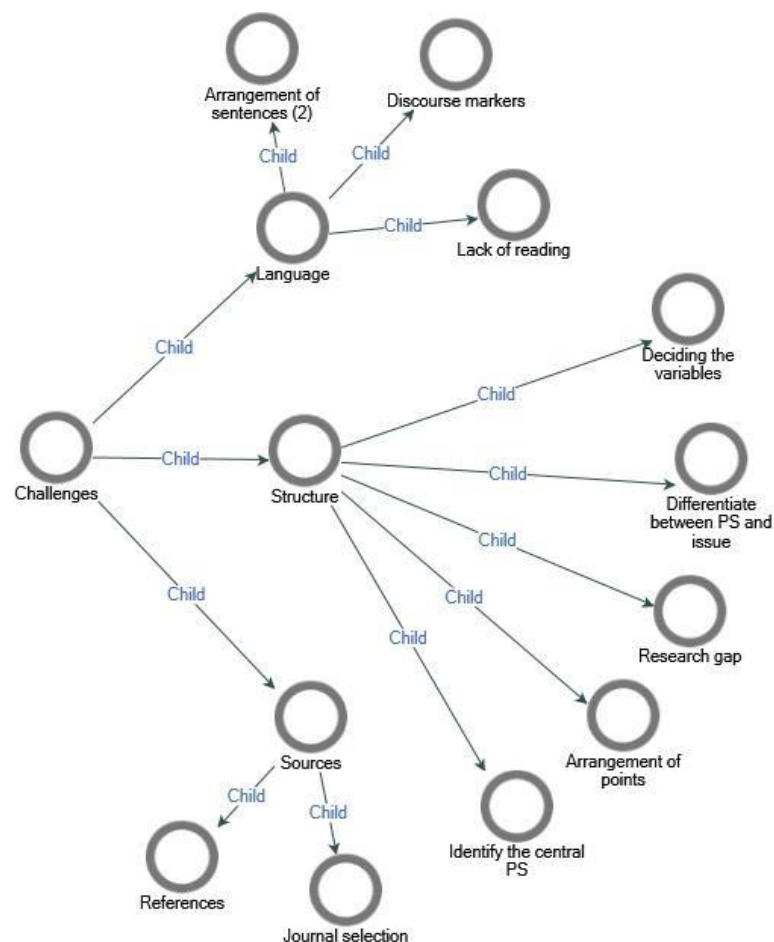 Arrangement of
sentences (2)
Discourse markers
Child
Child
Child
Lack of reading
Language
Child
Deciding the
variables
Child
Child
Challenges
Structure
Child
Differentiate
between PS and
issue
Child
Child
Child
Child
Research gap
Arrangement of
points
Sources
Identify the central
PS
Child
Child
References
Journal selection